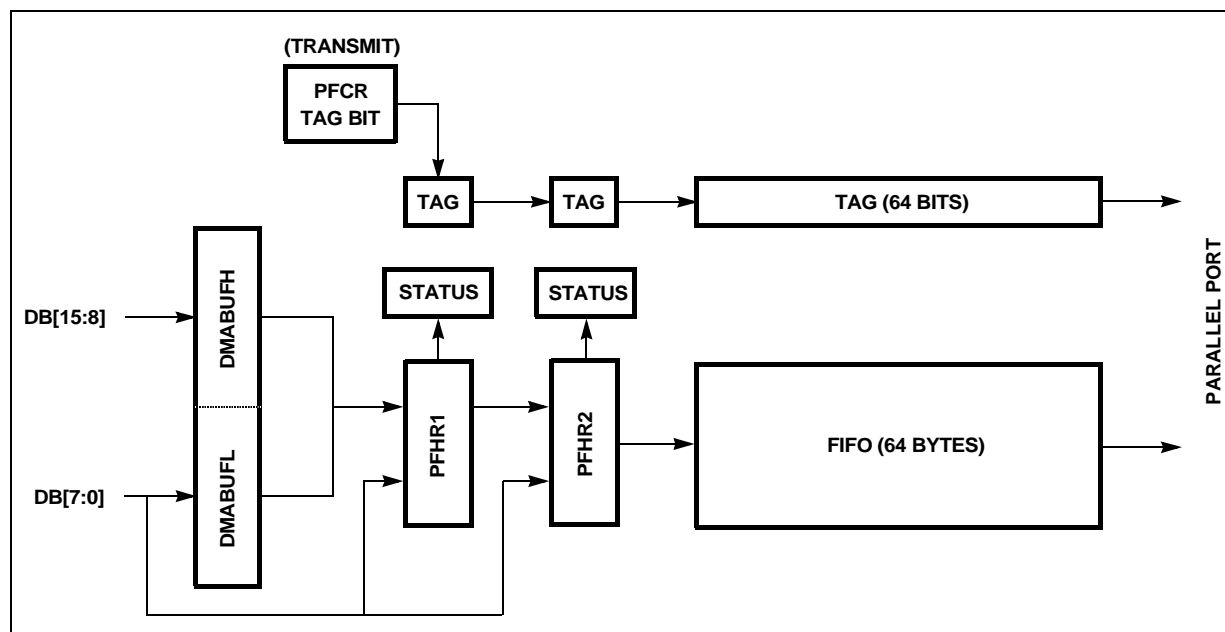 (TRANSMIT)
PFCR
TAG BIT
TAG
TAG
TAG (64 BITS)
STATUS
STATUS
DB[15:8]
DMABUFH
DB[7:0]
DMABUFL
PFHR1
PFHR2
FIFO (64 BYTES)
PARALLEL PORT